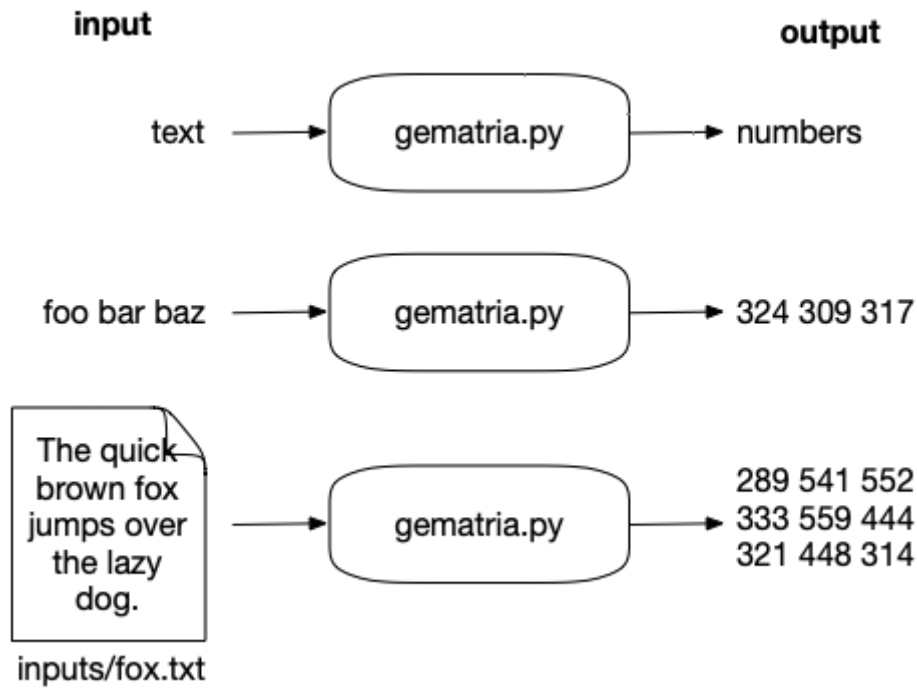 input
output
text
gematria.py
numbers
foo bar baz
gematria.py
324 309 317
The quick
brown fox
jumps over
the lazy
dog.
inputs/fox.txt
gematria.py
289 541 552
333 559 444
321 448 314